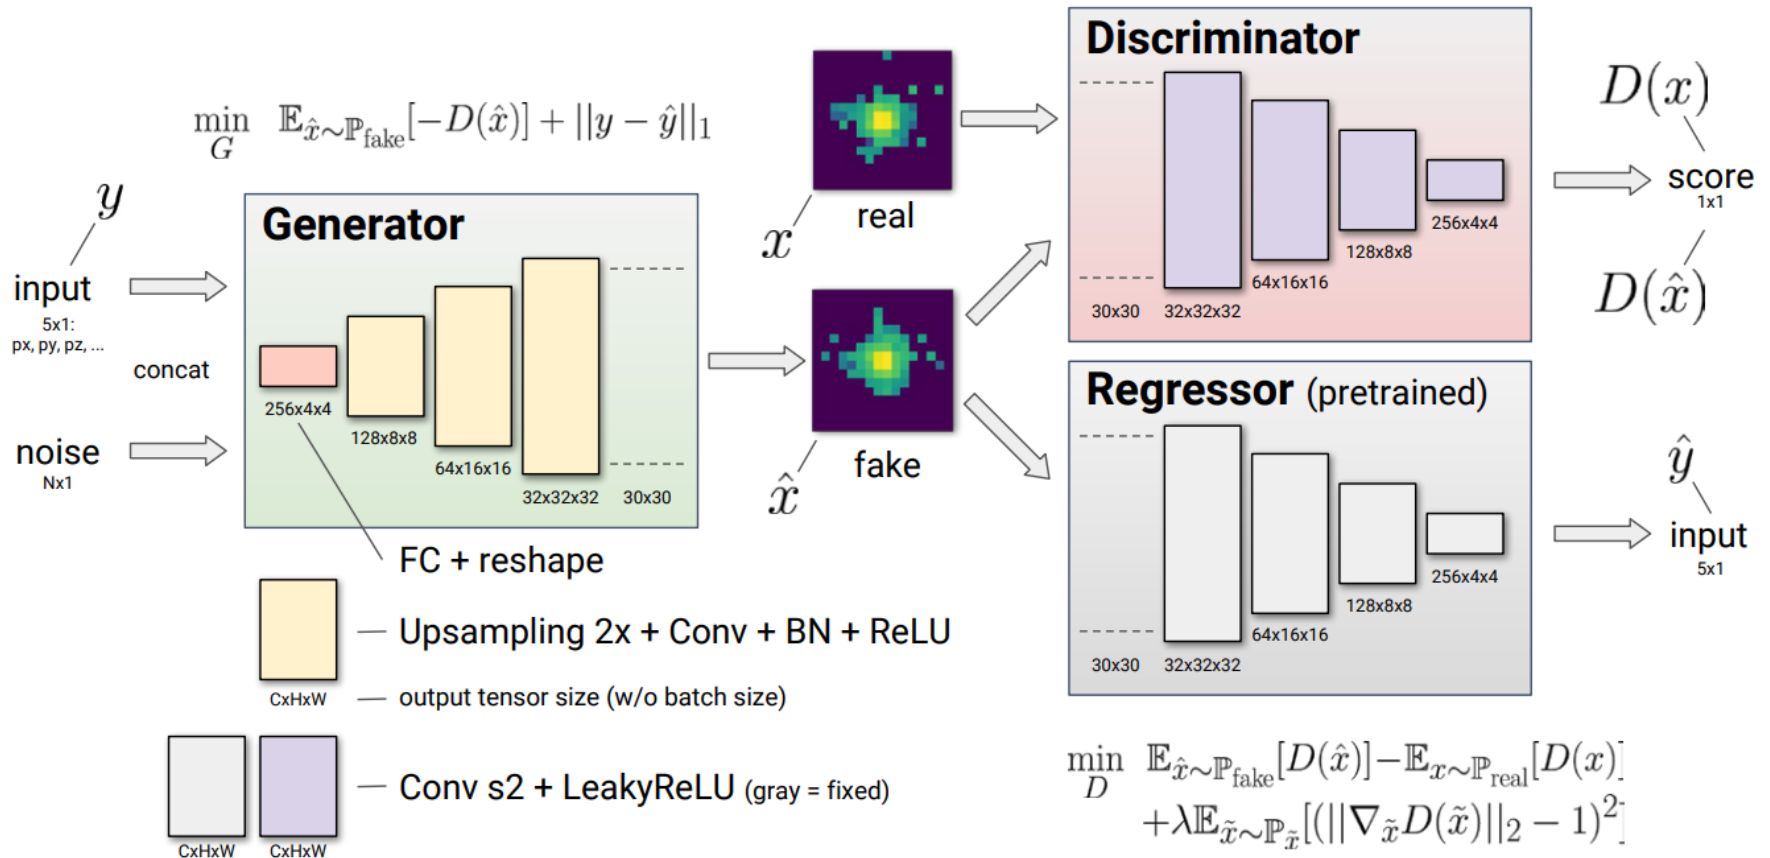 min_G 𝔼_{x̂∼ℙ_fake}[−D(x̂)] + ||y − ŷ||_1
y
input
5x1:
px, py, pz, ...
concat
noise
Nx1
Generator
256x4x4
128x8x8
64x16x16
32x32x32
30x30
FC + reshape
Upsampling 2x + Conv + BN + ReLU
CxHxW
output tensor size (w/o batch size)
Conv s2 + LeakyReLU (gray = fixed)
CxHxW
CxHxW
real
x
fake
x̂
Discriminator
30x30
32x32x32
64x16x16
128x8x8
256x4x4
D(x)
score
1x1
D(x̂)
Regressor (pretrained)
30x30
32x32x32
64x16x16
128x8x8
256x4x4
ŷ
input
5x1
min_D 𝔼_{x̂∼ℙ_fake}[D(x̂)]−𝔼_{x∼ℙ_real}[D(x)]
+λ𝔼_{x̃∼ℙ_x̃}[(||∇_x̃ D(x̃)||_2 − 1)^2]